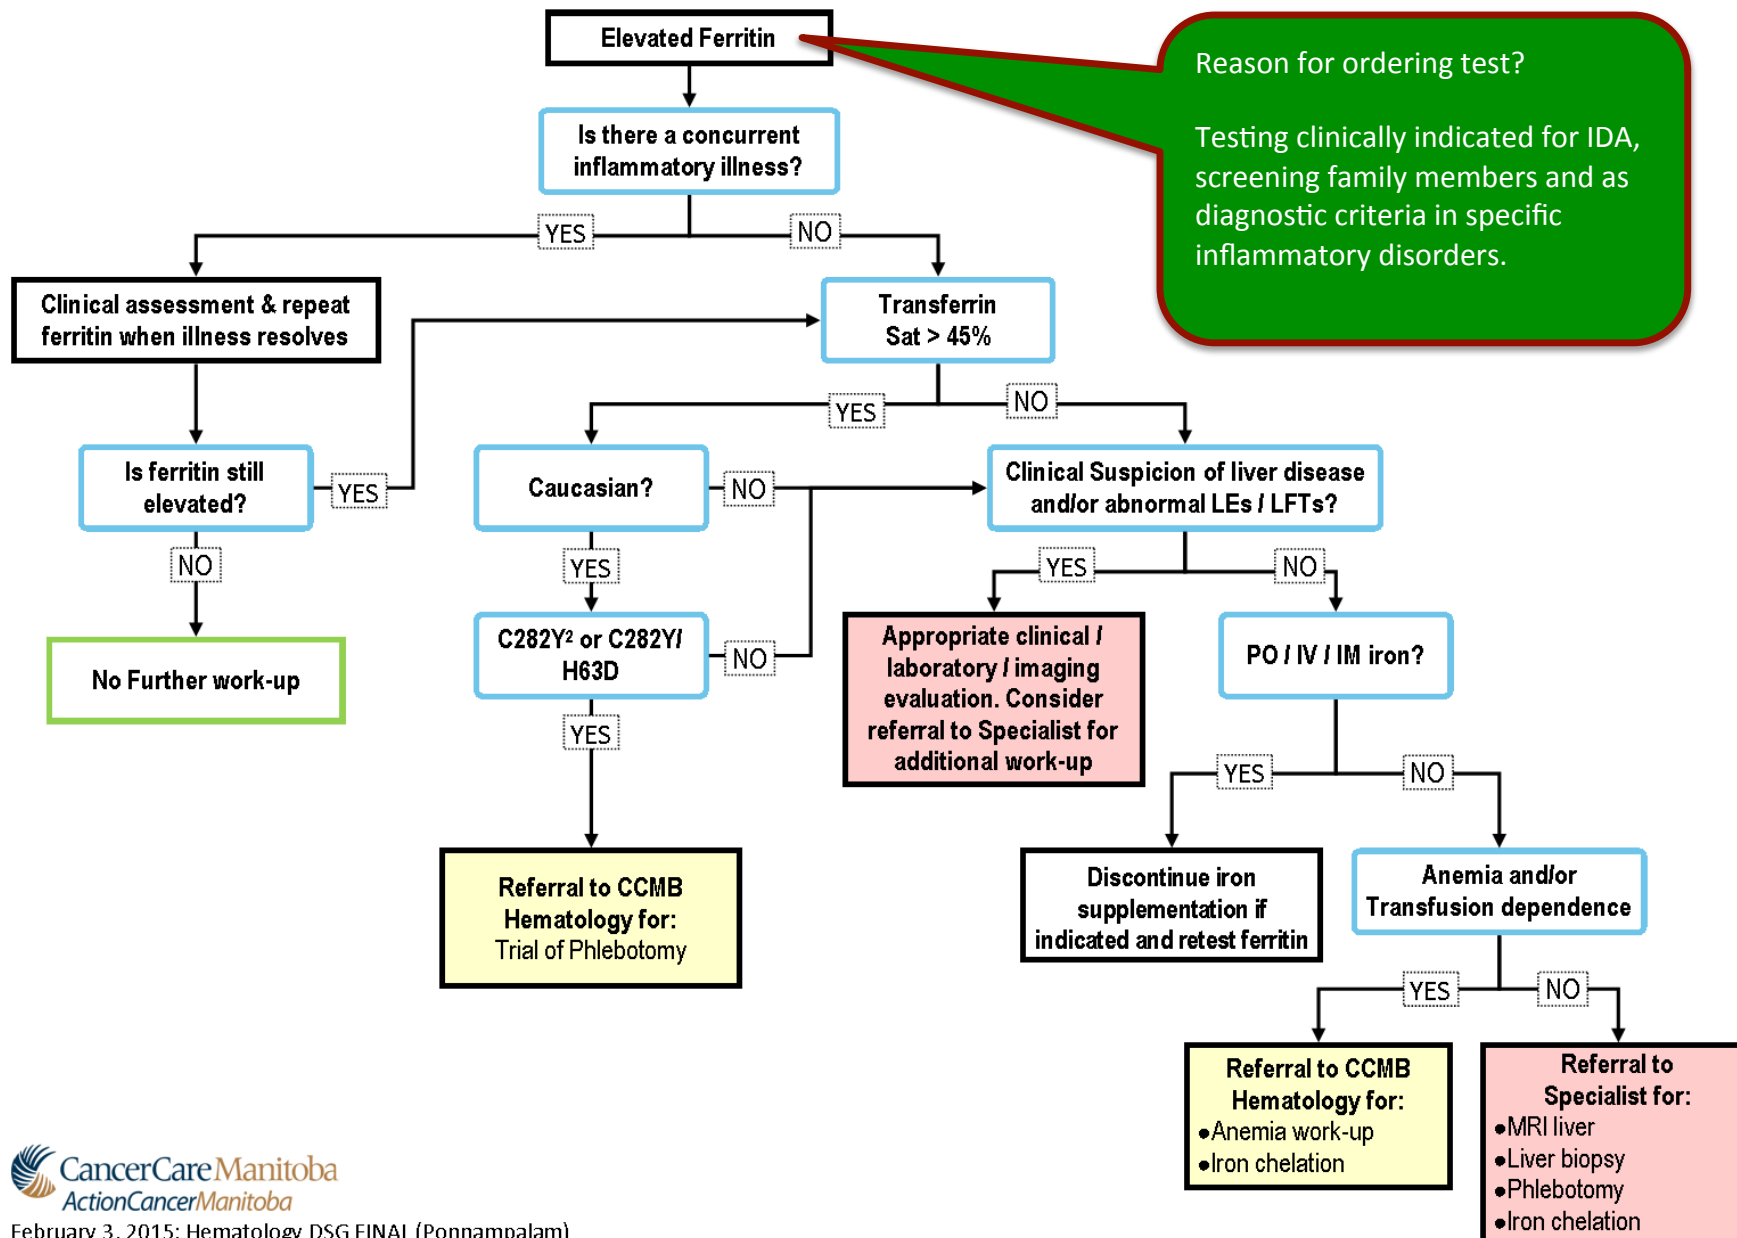 Elevated Ferritin
Reason for ordering test?
Testing clinically indicated for IDA,
screening family members and as
diagnostic criteria in specific
inflammatory disorders.
Is there a concurrent
inflammatory illness?
YES
NO
Clinical assessment & repeat
ferritin when illness resolves
Transferrin
Sat > 45%
YES
NO
Is ferritin still
elevated?
YES
Caucasian?
NO
Clinical Suspicion of liver disease
and/or abnormal LEs / LFTs?
NO
YES
YES
NO
No Further work-up
C282Y² or C282Y/
H63D
NO
Appropriate clinical /
laboratory / imaging
evaluation. Consider
referral to Specialist for
additional work-up
PO / IV / IM iron?
YES
YES
NO
Referral to CCMB
Hematology for:
Trial of Phlebotomy
Discontinue iron
supplementation if
indicated and retest ferritin
Anemia and/or
Transfusion dependence
YES
NO
Referral to CCMB
Hematology for:
•Anemia work-up
•Iron chelation
Referral to
Specialist for:
•MRI liver
•Liver biopsy
•Phlebotomy
•Iron chelation
CancerCare Manitoba
ActionCancerManitoba
February 3, 2015: Hematology DSG FINAL (Ponnampalam)